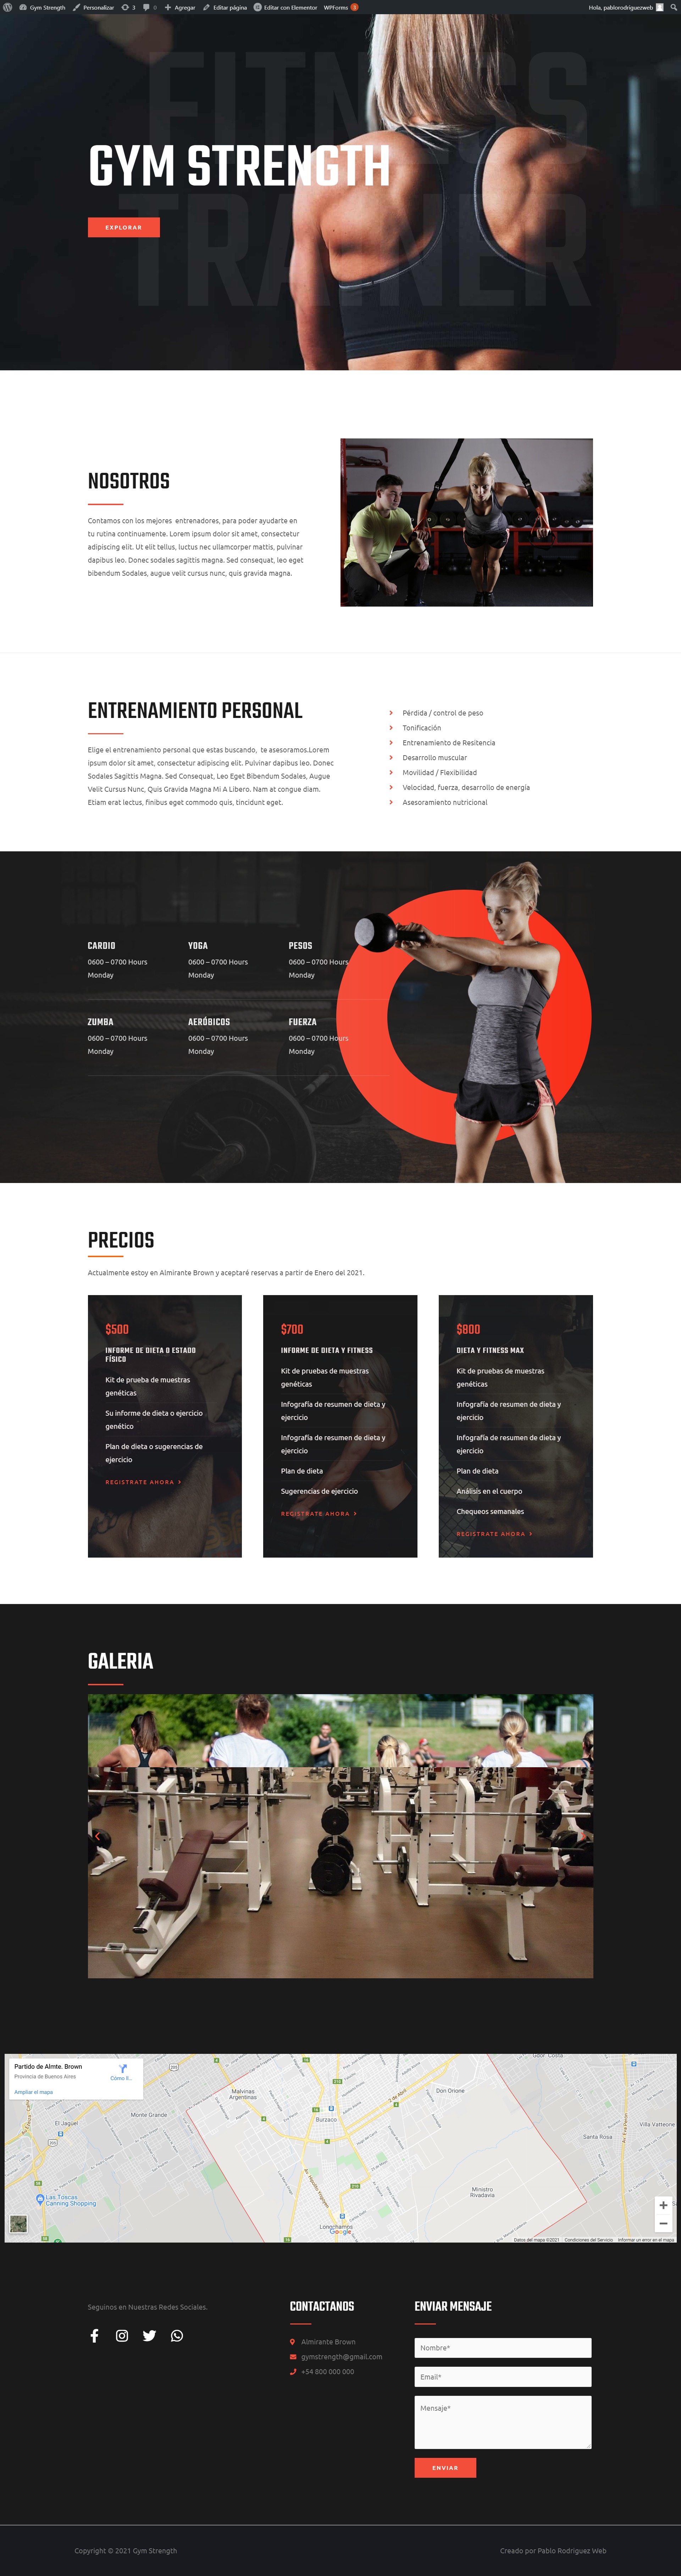 Gym Strength Personalizar 3 0 Agregar Editar página Editar con Elementor WPForms 3 Hola, pablorodriguezweb
FITNESS
TRAINER
GYM STRENGTH
EXPLORAR
NOSOTROS
Contamos con los mejores entrenadores, para poder ayudarte en
tu rutina continuamente. Lorem ipsum dolor sit amet, consectetur
adipiscing elit. Ut elit tellus, luctus nec ullamcorper mattis, pulvinar
dapibus leo. Donec sodales sagittis magna. Sed consequat, leo eget
bibendum Sodales, augue velit cursus nunc, quis gravida magna.
ENTRENAMIENTO PERSONAL
Elige el entrenamiento personal que estas buscando, te asesoramos.Lorem
Ipsum dolor sit amet, consectetur adipiscing elit. Pulvinar dapibus leo. Donec
Sodales Sagittis Magna. Sed Consequat, Leo Eget Bibendum Sodales, Augue
Velit Cursus Nunc, Quis Gravida Magna Mi A Libero. Nam at congue diam.
Etiam erat lectus, finibus eget commodo quis, tincidunt eget.
Pérdida / control de peso
Tonificación
Entrenamiento de Resitencia
Desarrollo muscular
Movilidad / Flexibilidad
Velocidad, fuerza, desarrollo de energía
Asesoramiento nutricional
CARDIO
0600 – 0700 Hours
Monday
YOGA
0600 – 0700 Hours
Monday
PESOS
0600 – 0700 Hours
Monday
ZUMBA
0600 – 0700 Hours
Monday
AERÓBICOS
0600 – 0700 Hours
Monday
FUERZA
0600 – 0700 Hours
Monday
PRECIOS
Actualmente estoy en Almirante Brown y aceptaré reservas a partir de Enero del 2021.
$500
INFORME DE DIETA O ESTADO
FÍSICO
Kit de prueba de muestras
genéticas
Su informe de dieta o ejercicio
genético
Plan de dieta o sugerencias de
ejercicio
REGISTRATE AHORA
$700
INFORME DE DIETA Y FITNESS
Kit de pruebas de muestras
genéticas
Infografía de resumen de dieta y
ejercicio
Infografía de resumen de dieta y
ejercicio
Plan de dieta
Sugerencias de ejercicio
REGISTRATE AHORA
$800
DIETA Y FITNESS MAX
Kit de pruebas de muestras
genéticas
Infografía de resumen de dieta y
ejercicio
Infografía de resumen de dieta y
ejercicio
Plan de dieta
Análisis en el cuerpo
Chequeos semanales
REGISTRATE AHORA
GALERIA
Partido de Almte. Brown
Provincia de Buenos Aires
Cómo ll...
Ampliar el mapa
Malvinas
Argentinas
Don Orione
Monte Grande
Burzaco
El Jaguel
Santa Rosa
Villa Vatteone
Ministro
Rivadavia
Las Toscas
Canning Shopping
Longchamps
Google
Datos del mapa ©2021 Condiciones del Servicio Informar un error en el mapa
Seguinos en Nuestras Redes Sociales.
CONTACTANOS
Almirante Brown
gymstrength@gmail.com
+54 800 000 000
ENVIAR MENSAJE
Nombre*
Email*
Mensaje*
ENVIAR
Copyright © 2021 Gym Strength
Creado por Pablo Rodriguez Web